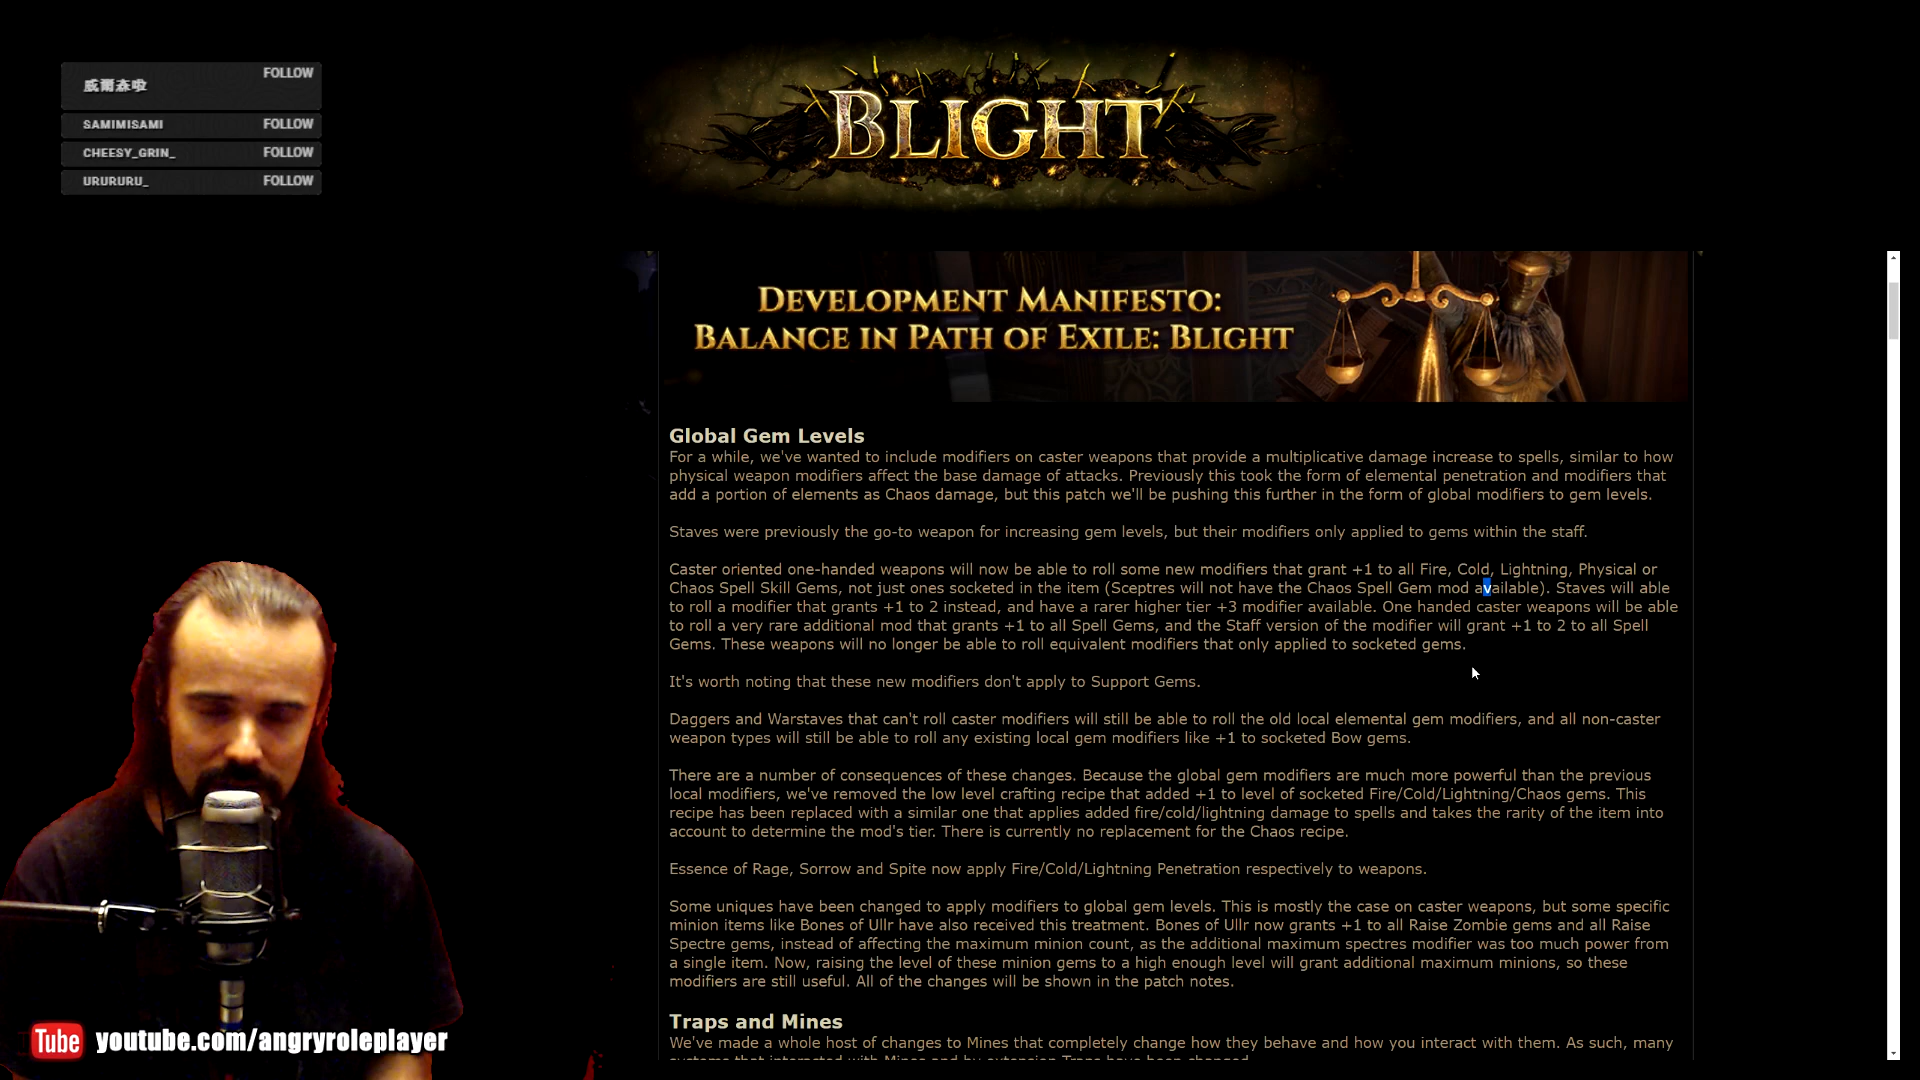 威爾森啦 FOLLOW
SAMIMISAMI FOLLOW
CHEESY_GRIN_ FOLLOW
URURURU_ FOLLOW
BLIGHT
DEVELOPMENT MANIFESTO:
BALANCE IN PATH OF EXILE: BLIGHT
Global Gem Levels
For a while, we've wanted to include modifiers on caster weapons that provide a multiplicative damage increase to spells, similar to how
physical weapon modifiers affect the base damage of attacks. Previously this took the form of elemental penetration and modifiers that
add a portion of elements as Chaos damage, but this patch we'll be pushing this further in the form of global modifiers to gem levels.
Staves were previously the go-to weapon for increasing gem levels, but their modifiers only applied to gems within the staff.
Caster oriented one-handed weapons will now be able to roll some new modifiers that grant +1 to all Fire, Cold, Lightning, Physical or
Chaos Spell Skill Gems, not just ones socketed in the item (Sceptres will not have the Chaos Spell Gem mod available). Staves will able
to roll a modifier that grants +1 to 2 instead, and have a rarer higher tier +3 modifier available. One handed caster weapons will be able
to roll a very rare additional mod that grants +1 to all Spell Gems, and the Staff version of the modifier will grant +1 to 2 to all Spell
Gems. These weapons will no longer be able to roll equivalent modifiers that only applied to socketed gems.
It's worth noting that these new modifiers don't apply to Support Gems.
Daggers and Warstaves that can't roll caster modifiers will still be able to roll the old local elemental gem modifiers, and all non-caster
weapon types will still be able to roll any existing local gem modifiers like +1 to socketed Bow gems.
There are a number of consequences of these changes. Because the global gem modifiers are much more powerful than the previous
local modifiers, we've removed the low level crafting recipe that added +1 to level of socketed Fire/Cold/Lightning/Chaos gems. This
recipe has been replaced with a similar one that applies added fire/cold/lightning damage to spells and takes the rarity of the item into
account to determine the mod's tier. There is currently no replacement for the Chaos recipe.
Essence of Rage, Sorrow and Spite now apply Fire/Cold/Lightning Penetration respectively to weapons.
Some uniques have been changed to apply modifiers to global gem levels. This is mostly the case on caster weapons, but some specific
minion items like Bones of Ullr have also received this treatment. Bones of Ullr now grants +1 to all Raise Zombie gems and all Raise
Spectre gems, instead of affecting the maximum minion count, as the additional maximum spectres modifier was too much power from
a single item. Now, raising the level of these minion gems to a high enough level will grant additional maximum minions, so these
modifiers are still useful. All of the changes will be shown in the patch notes.
Traps and Mines
We've made a whole host of changes to Mines that completely change how they behave and how you interact with them. As such, many
systems that interacted with Mines and by extension Traps have been changed.
Tube youtube.com/angryroleplayer